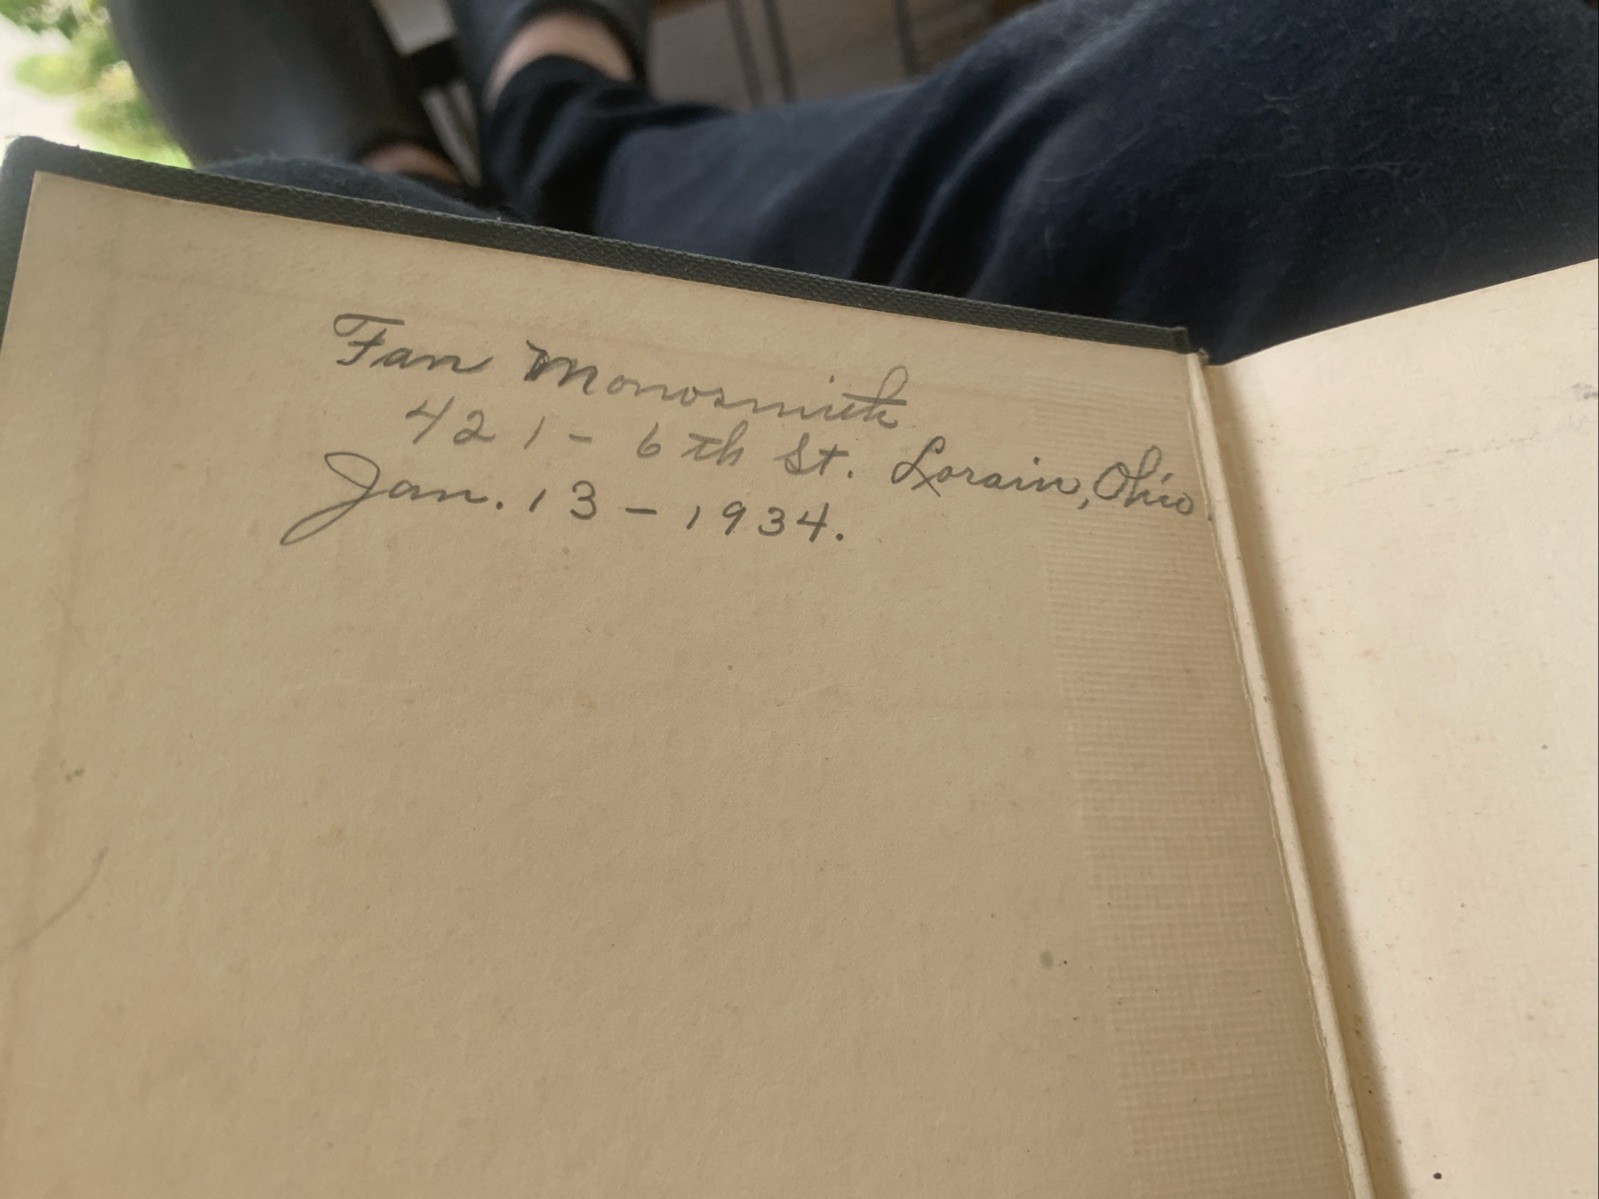 Fan Monosmith
421 - 6th St. Lorain, Ohio
Jan. 13 - 1934.